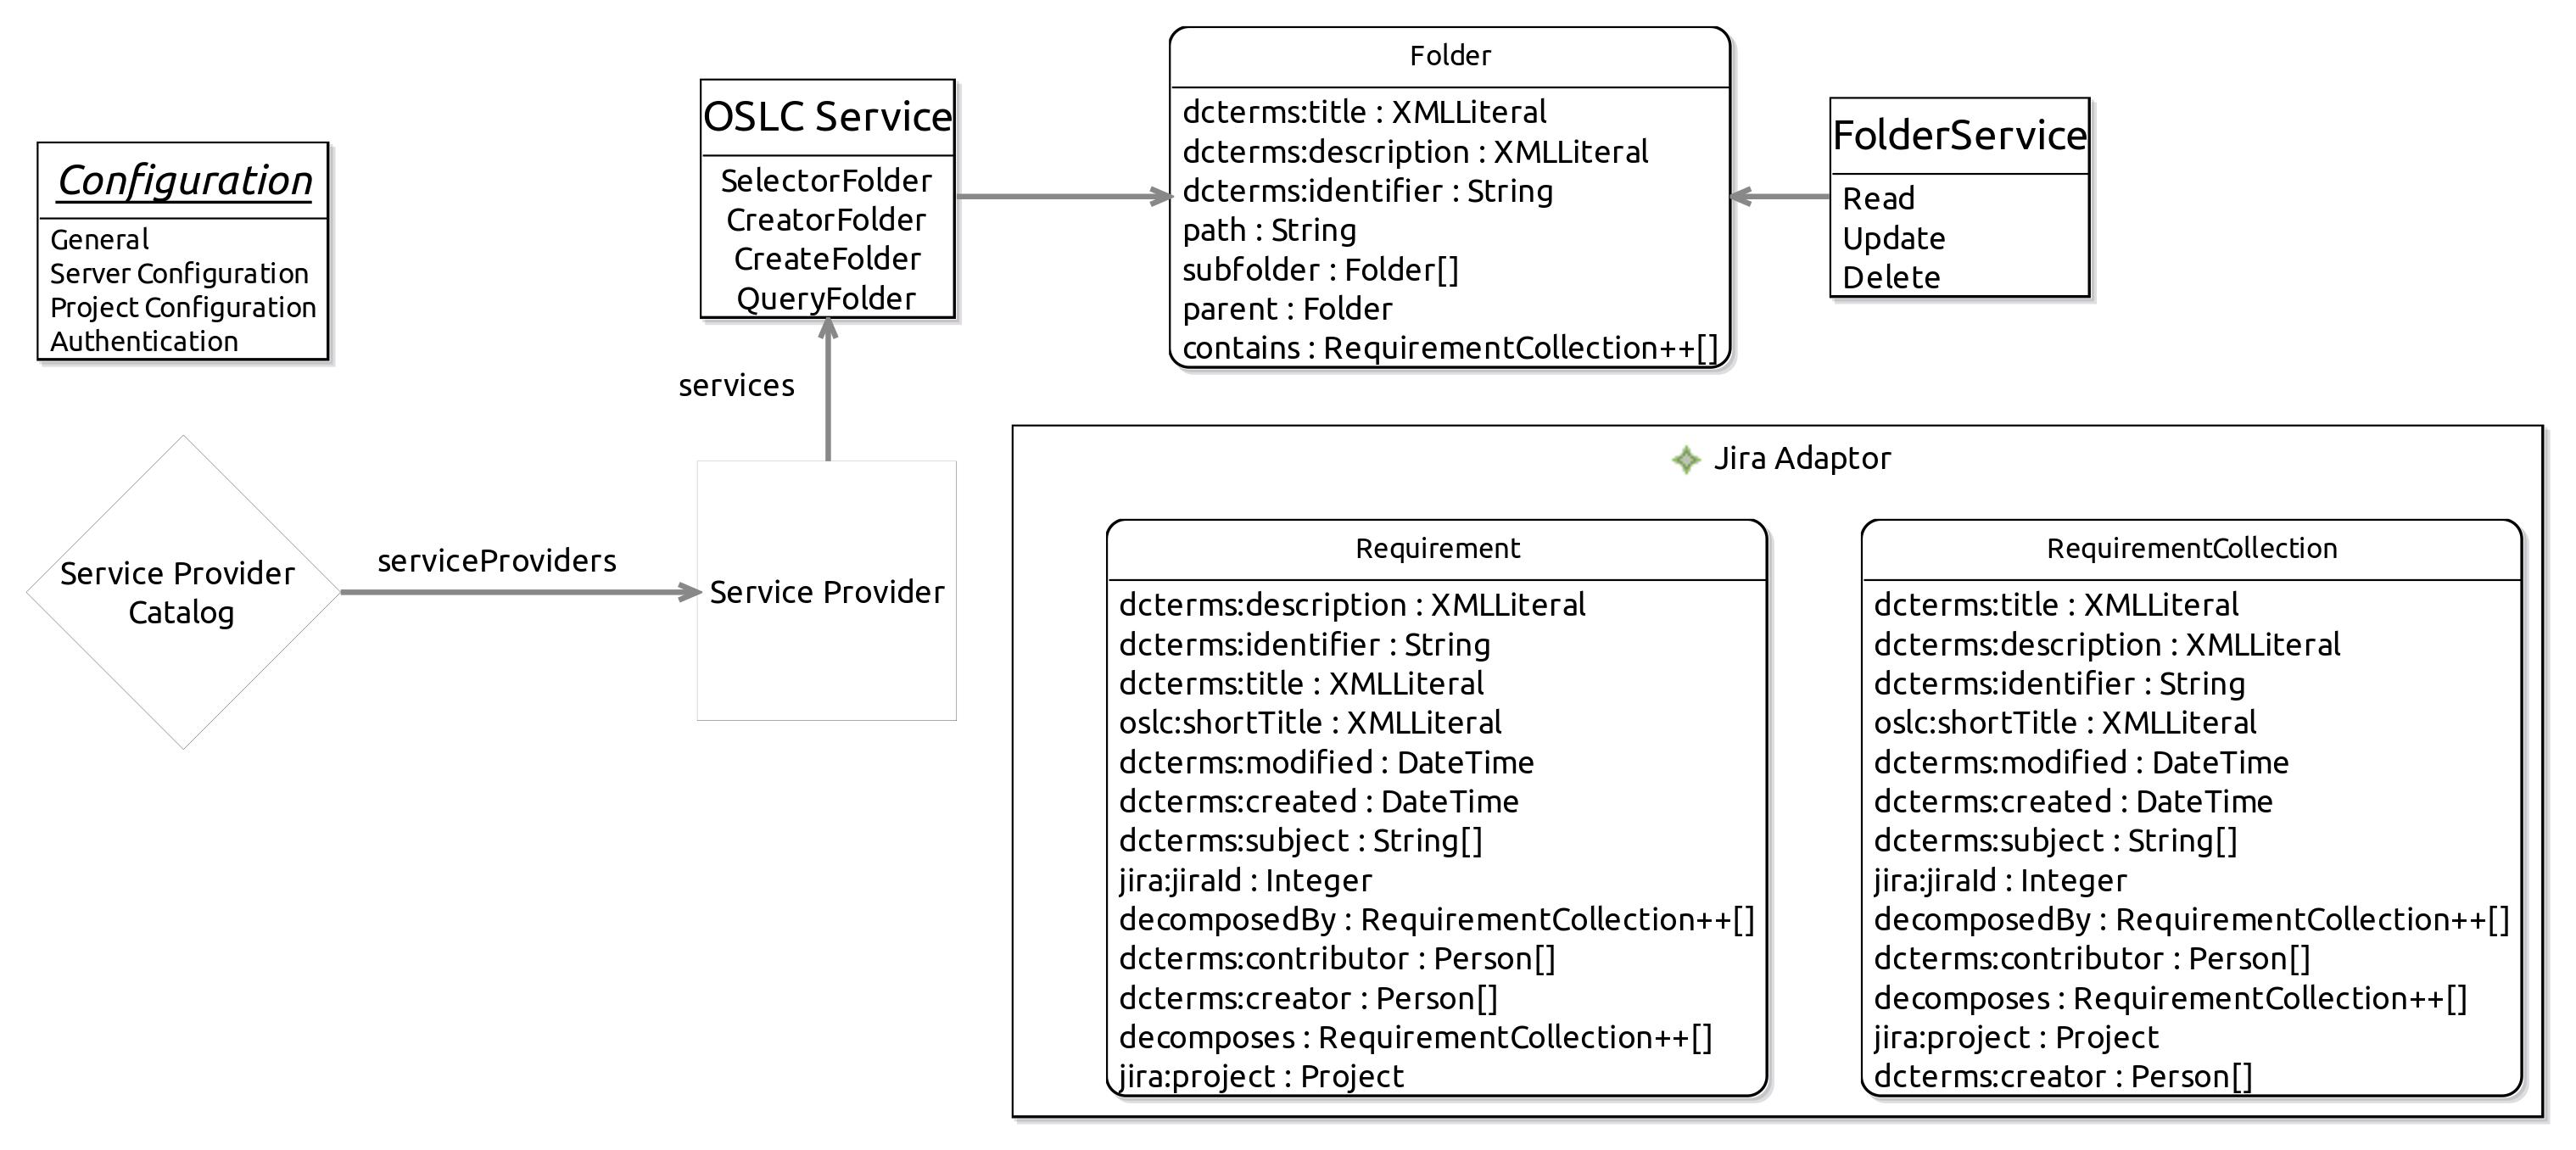 Configuration
General
Server Configuration
Project Configuration
Authentication
OSLC Service
SelectorFolder
CreatorFolder
CreateFolder
QueryFolder
Folder
dcterms:title : XMLLiteral
dcterms:description : XMLLiteral
dcterms:identifier : String
path : String
subfolder : Folder[]
parent : Folder
contains : RequirementCollection++[]
FolderService
Read
Update
Delete
services
Service Provider
Catalog
serviceProviders
Service Provider
Jira Adaptor
Requirement
dcterms:description : XMLLiteral
dcterms:identifier : String
dcterms:title : XMLLiteral
oslc:shortTitle : XMLLiteral
dcterms:modified : DateTime
dcterms:created : DateTime
dcterms:subject : String[]
jira:jiraId : Integer
decomposedBy : RequirementCollection++[]
dcterms:contributor : Person[]
dcterms:creator : Person[]
decomposes : RequirementCollection++[]
jira:project : Project
RequirementCollection
dcterms:title : XMLLiteral
dcterms:description : XMLLiteral
dcterms:identifier : String
oslc:shortTitle : XMLLiteral
dcterms:modified : DateTime
dcterms:created : DateTime
dcterms:subject : String[]
jira:jiraId : Integer
decomposedBy : RequirementCollection++[]
dcterms:contributor : Person[]
decomposes : RequirementCollection++[]
jira:project : Project
dcterms:creator : Person[]